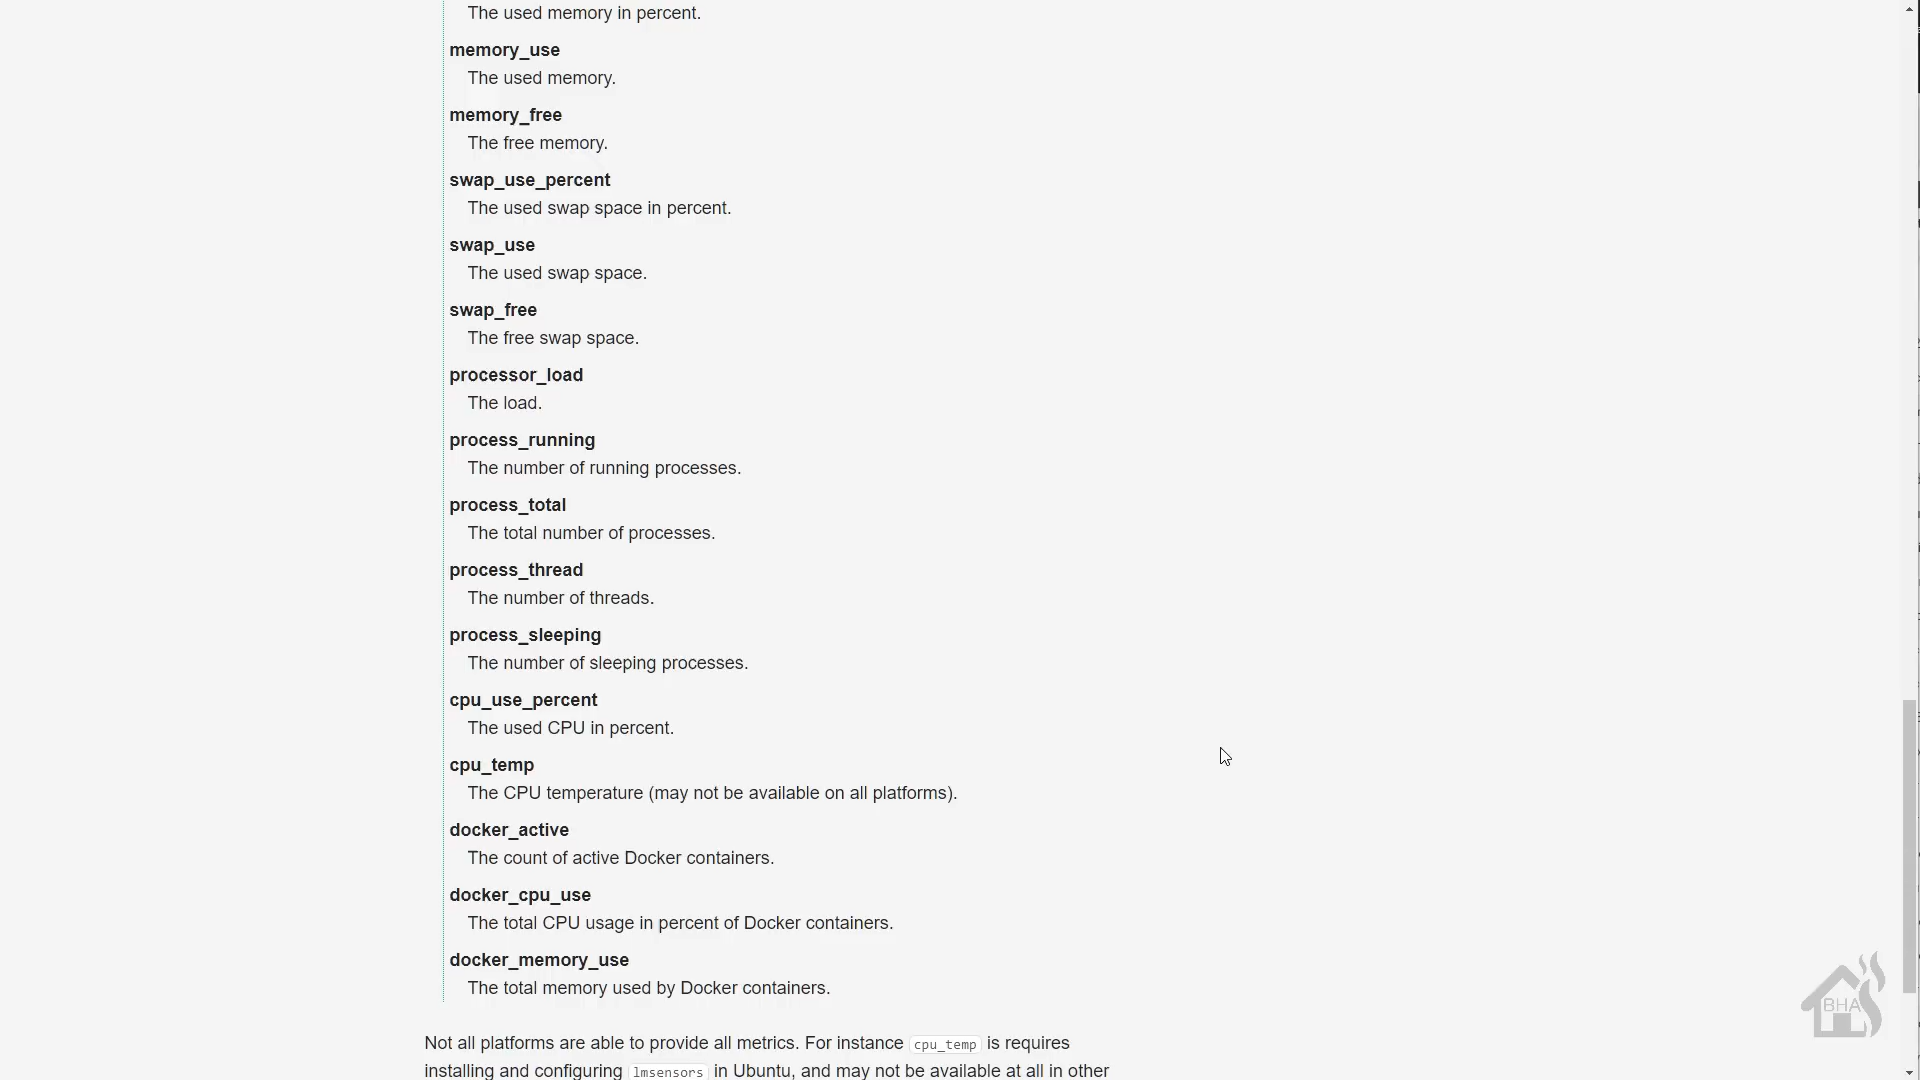 The used memory in percent.
memory_use
The used memory.
memory_free
The free memory.
swap_use_percent
The used swap space in percent.
swap_use
The used swap space.
swap_free
The free swap space.
processor_load
The load.
process_running
The number of running processes.
process_total
The total number of processes.
process_thread
The number of threads.
process_sleeping
The number of sleeping processes.
cpu_use_percent
The used CPU in percent.
cpu_temp
The CPU temperature (may not be available on all platforms).
docker_active
The count of active Docker containers.
docker_cpu_use
The total CPU usage in percent of Docker containers.
docker_memory_use
The total memory used by Docker containers.
Not all platforms are able to provide all metrics. For instance cpu_temp is requires
installing and configuring lmsensors in Ubuntu, and may not be available at all in other
BHA